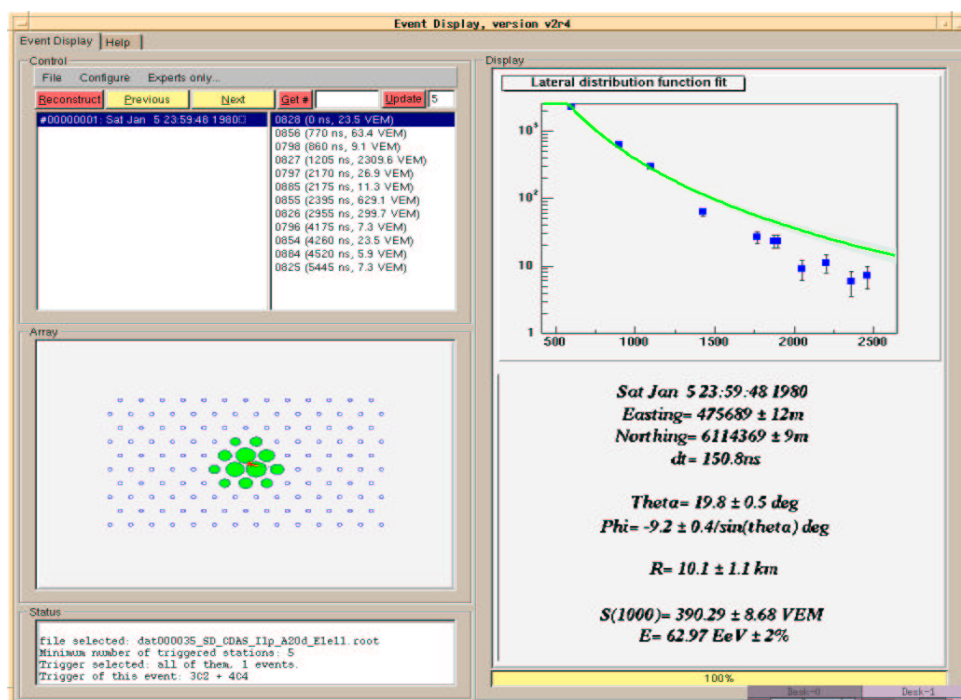 Event Display, version v2r4
Event Display Help
Control
File Configure Experts only...
Reconstruct Previous Next Get # Update 5
#00000001: Sat Jan 5 23:59:48 1980
0828 (0 ns, 23.5 VEM)
0856 (770 ns, 63.4 VEM)
0798 (860 ns, 9.1 VEM)
0827 (1205 ns, 2309.6 VEM)
0797 (2170 ns, 26.9 VEM)
0885 (2175 ns, 11.3 VEM)
0855 (2395 ns, 629.1 VEM)
0826 (2955 ns, 299.7 VEM)
0796 (4175 ns, 7.3 VEM)
0854 (4260 ns, 23.5 VEM)
0884 (4520 ns, 5.9 VEM)
0825 (5445 ns, 7.3 VEM)
Array
Status
file selected: dat000035_SD_CDAS_I1p_A20d_E1e11.root
Minimum number of triggered stations: 5
Trigger selected: all of them, 1 events.
Trigger of this event: 3C2 + 4C4
Display
Lateral distribution function fit
10³
10²
10
1
500 1000 1500 2000 2500
Sat Jan 5 23:59:48 1980
Easting= 475689 ± 12m
Northing= 6114369 ± 9m
dt= 150.8ns
Theta= 19.8 ± 0.5 deg
Phi= -9.2 ± 0.4/sin(theta) deg
R= 10.1 ± 1.1 km
S(1000)= 390.29 ± 8.68 VEM
E= 62.97 EeV ± 2%
100%
Desk-0 Desk-1